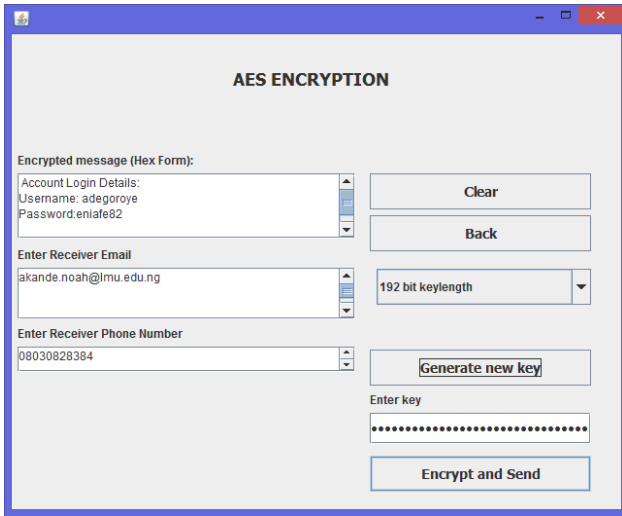 AES ENCRYPTION
Encrypted message (Hex Form):
Account Login Details:
Username: adegoroye
Password:eniafe82
Clear
Back
Enter Receiver Email
akande.noah@lmu.edu.ng
192 bit keylength
Enter Receiver Phone Number
08030828384
Generate new key
Enter key
••••••••••••••••••••••••••••••••
Encrypt and Send